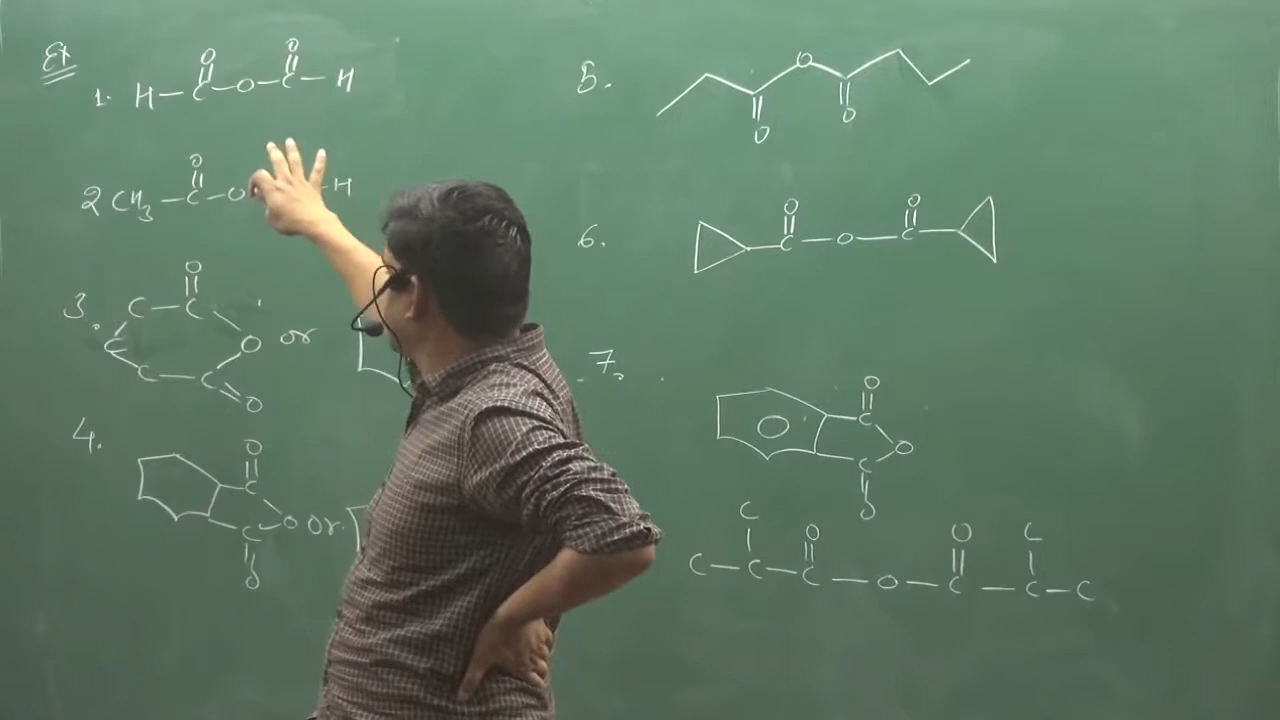 Ex
1. H — C — O — C — H
O O
2 CH3 — C — O — H
O
3. C — C
O
C O or
C — C
O
4.
O
C
O Or
C
O
5.
O
O O
6.
O O
C — O — C
7.
O
C
O
C
O
C O O C
C — C — C — O — C — C — C